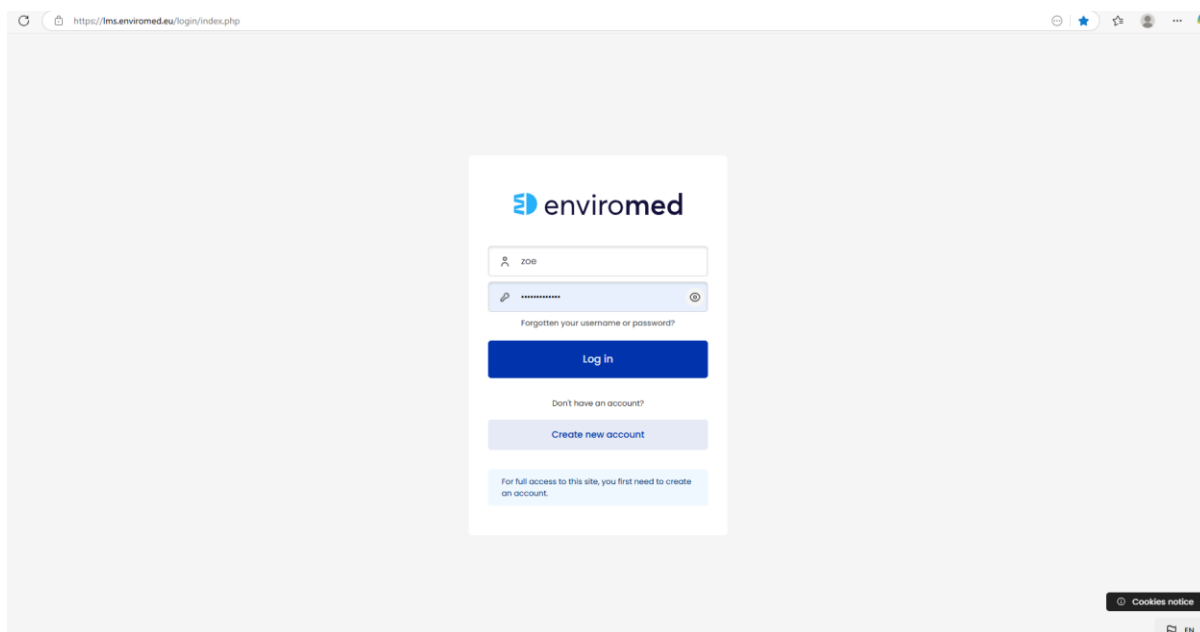 https://lms.enviromed.eu/login/index.php
enviromed
zoe
•••••••••••••
Forgotten your username or password?
Log in
Don't have an account?
Create new account
For full access to this site, you first need to create
an account.
Cookies notice
EN